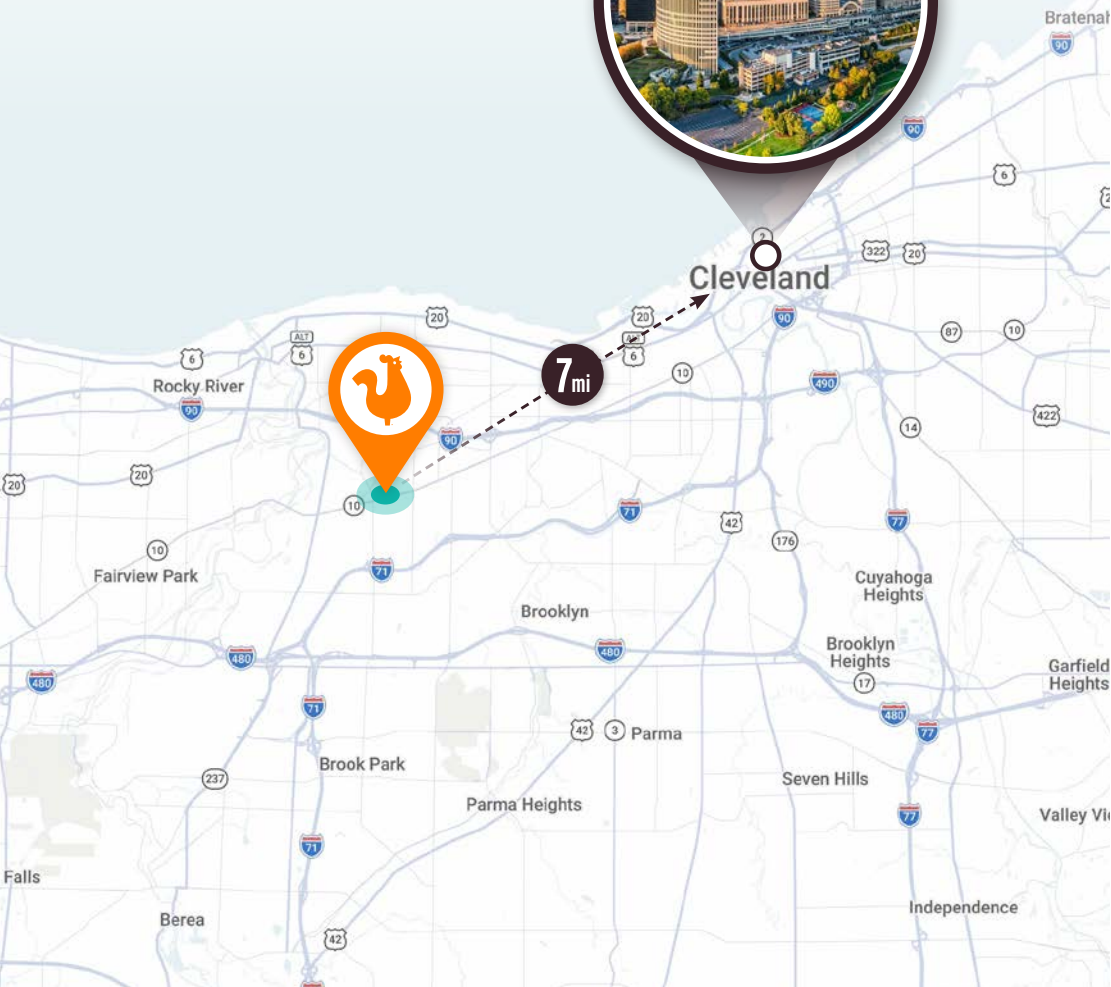 Bratenah
90
90
6
2
322
20
Cleveland
20
20
90
ALT
6
6
6
87
10
7mi
10
Rocky River
490
90
422
14
90
20
20
10
71
42
77
176
10
71
Fairview Park
Cuyahoga
Heights
Brooklyn
Brooklyn
Heights
480
480
Garfield
Heights
480
17
71
480
42
3
Parma
77
Brook Park
237
Seven Hills
Parma Heights
77
Valley Vi
71
Falls
Independence
Berea
42